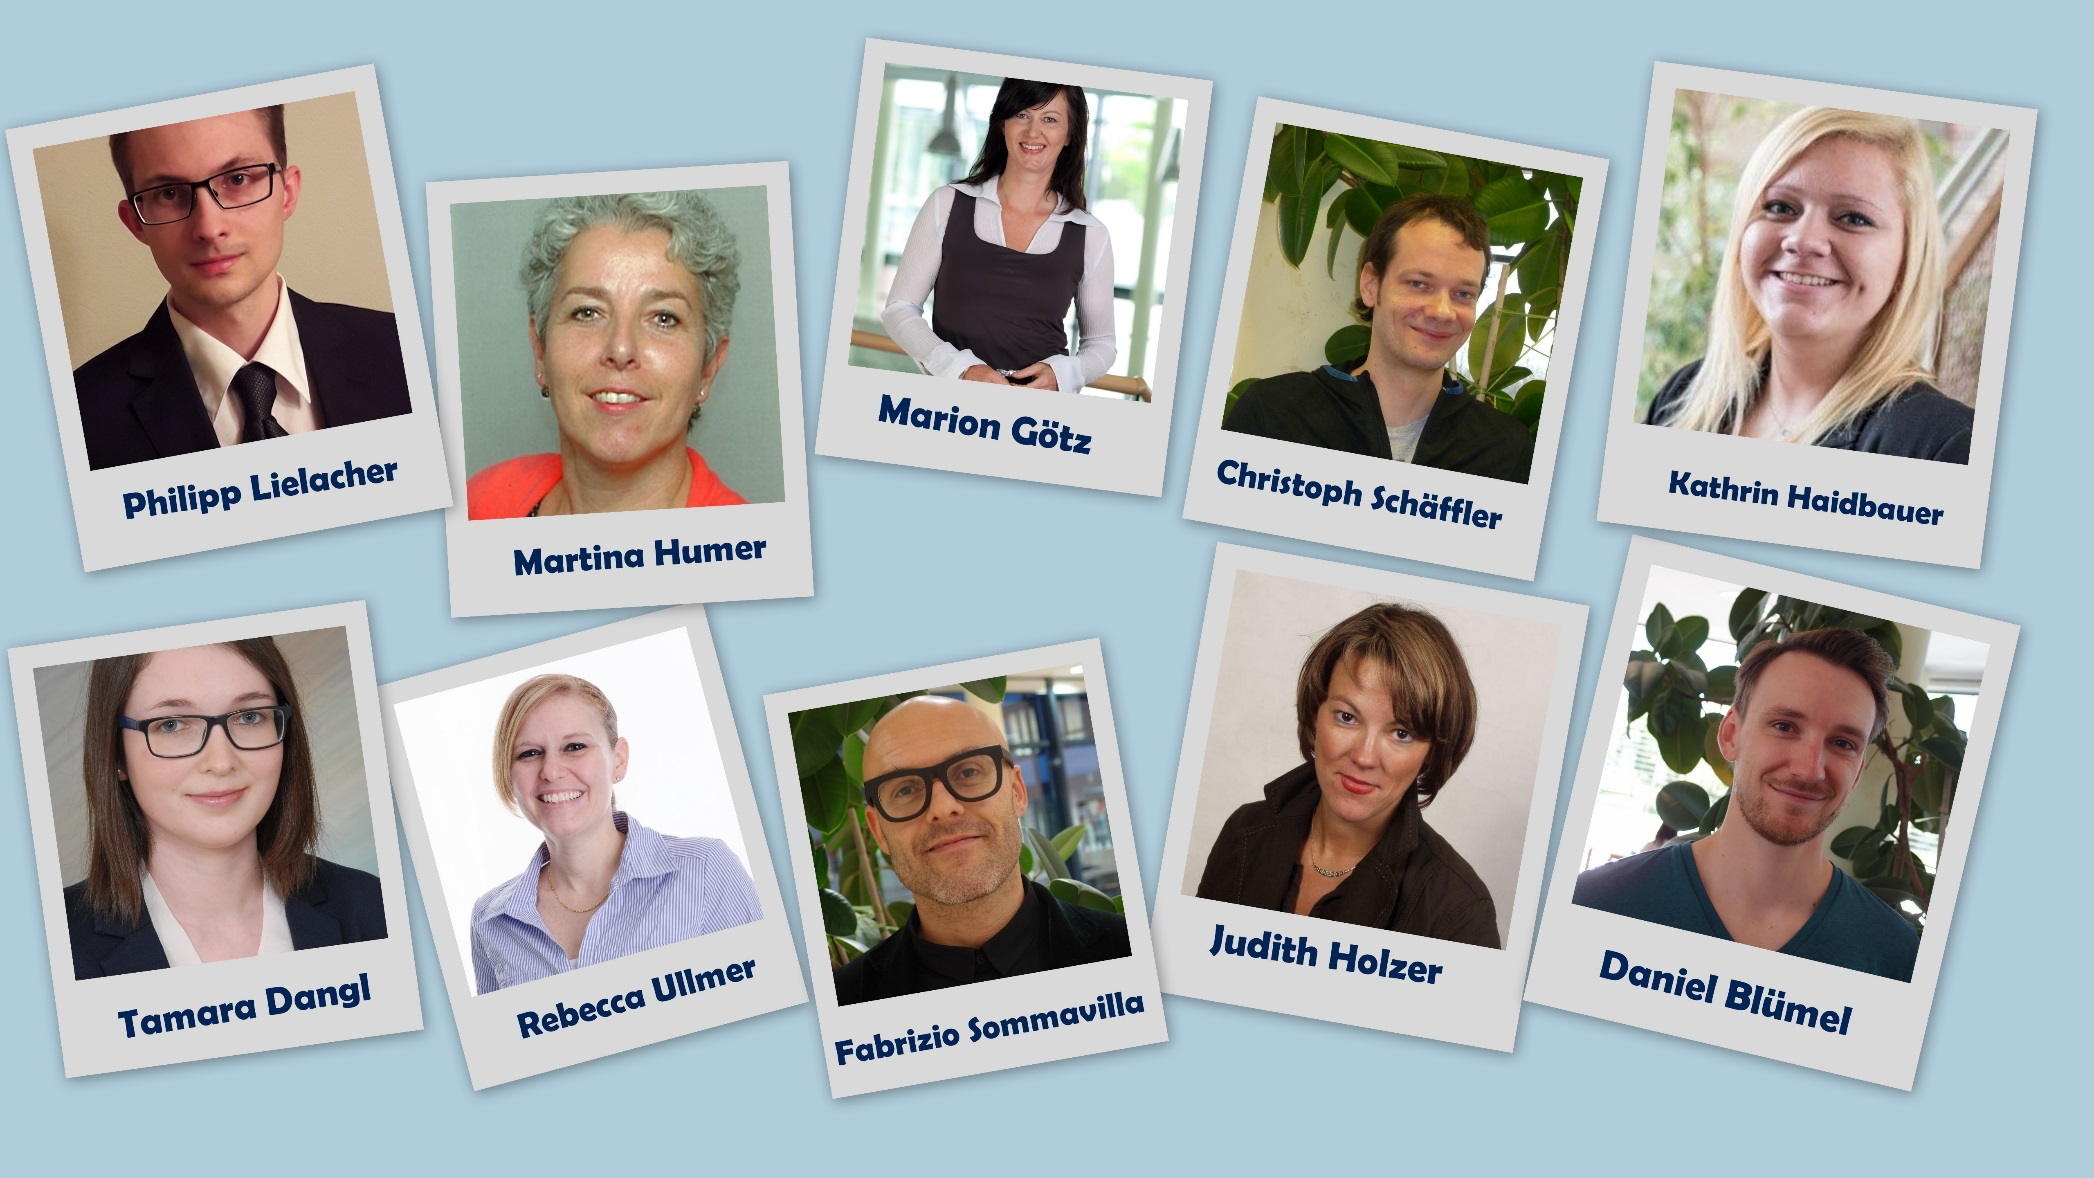 Philipp Lielacher
Martina Humer
Marion Götz
Christoph Schäffler
Kathrin Haidbauer
Tamara Dangl
Rebecca Ullmer
Fabrizio Sommavilla
Judith Holzer
Daniel Blümel